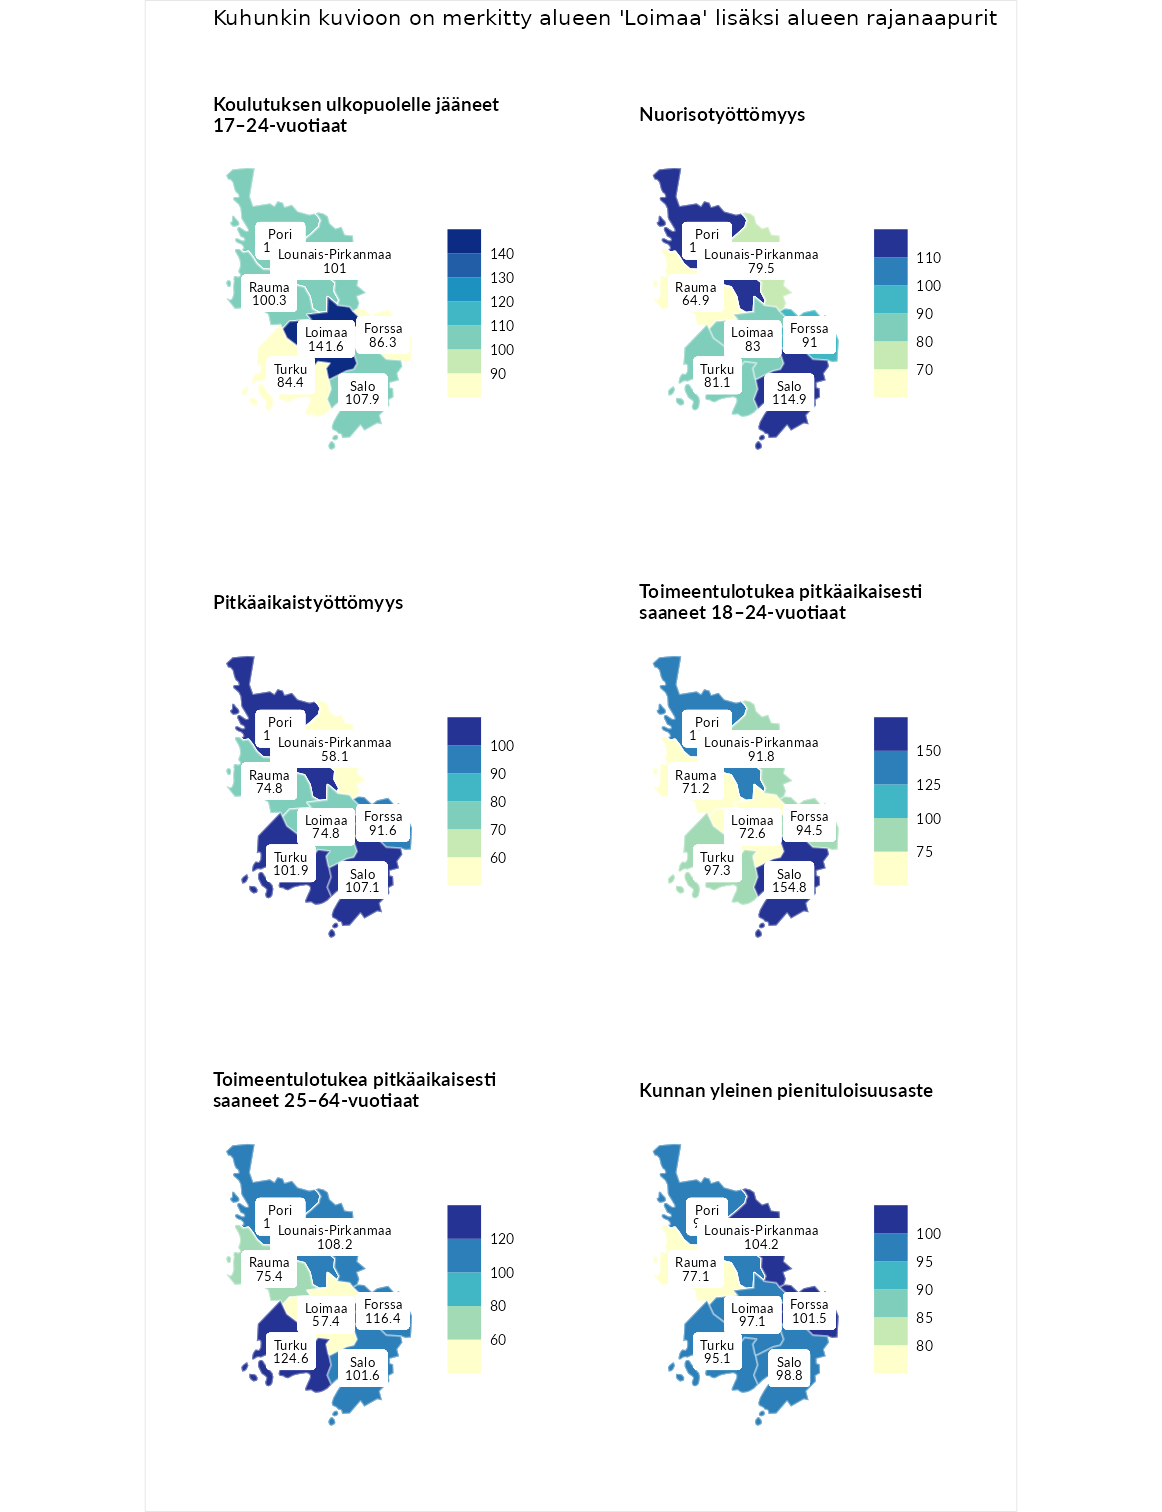 Kuhunkin kuvioon on merkitty alueen 'Loimaa' lisäksi alueen rajanaapurit
Koulutuksen ulkopuolelle jääneet
17–24-vuotiaat
Pori
Lounais-Pirkanmaa
101
Rauma
100.3
Loimaa
141.6
Forssa
86.3
Turku
84.4
Salo
107.9
140
130
120
110
100
90
Nuorisotyöttömyys
Pori
Lounais-Pirkanmaa
79.5
Rauma
64.9
Loimaa
83
Forssa
91
Turku
81.1
Salo
114.9
110
100
90
80
70
Pitkäaikaistyöttömyys
Pori
Lounais-Pirkanmaa
58.1
Rauma
74.8
Loimaa
74.8
Forssa
91.6
Turku
101.9
Salo
107.1
100
90
80
70
60
Toimeentulotukea pitkäaikaisesti
saaneet 18–24-vuotiaat
Pori
Lounais-Pirkanmaa
91.8
Rauma
71.2
Loimaa
72.6
Forssa
94.5
Turku
97.3
Salo
154.8
150
125
100
75
Toimeentulotukea pitkäaikaisesti
saaneet 25–64-vuotiaat
Pori
Lounais-Pirkanmaa
108.2
Rauma
75.4
Loimaa
57.4
Forssa
116.4
Turku
124.6
Salo
101.6
120
100
80
60
Kunnan yleinen pienituloisuusaste
Pori
Lounais-Pirkanmaa
104.2
Rauma
77.1
Loimaa
97.1
Forssa
101.5
Turku
95.1
Salo
98.8
100
95
90
85
80